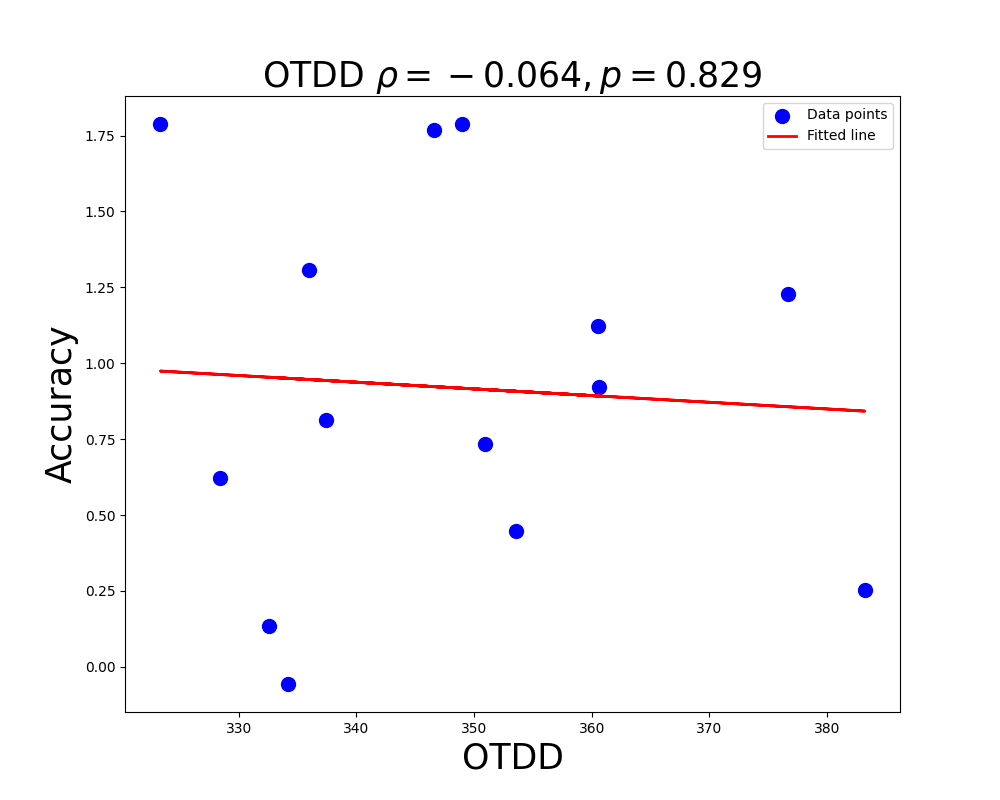 OTDD ρ = −0.064, p = 0.829
Data points
Fitted line
Accuracy
1.75
1.50
1.25
1.00
0.75
0.50
0.25
0.00
330 340 350 360 370 380
OTDD